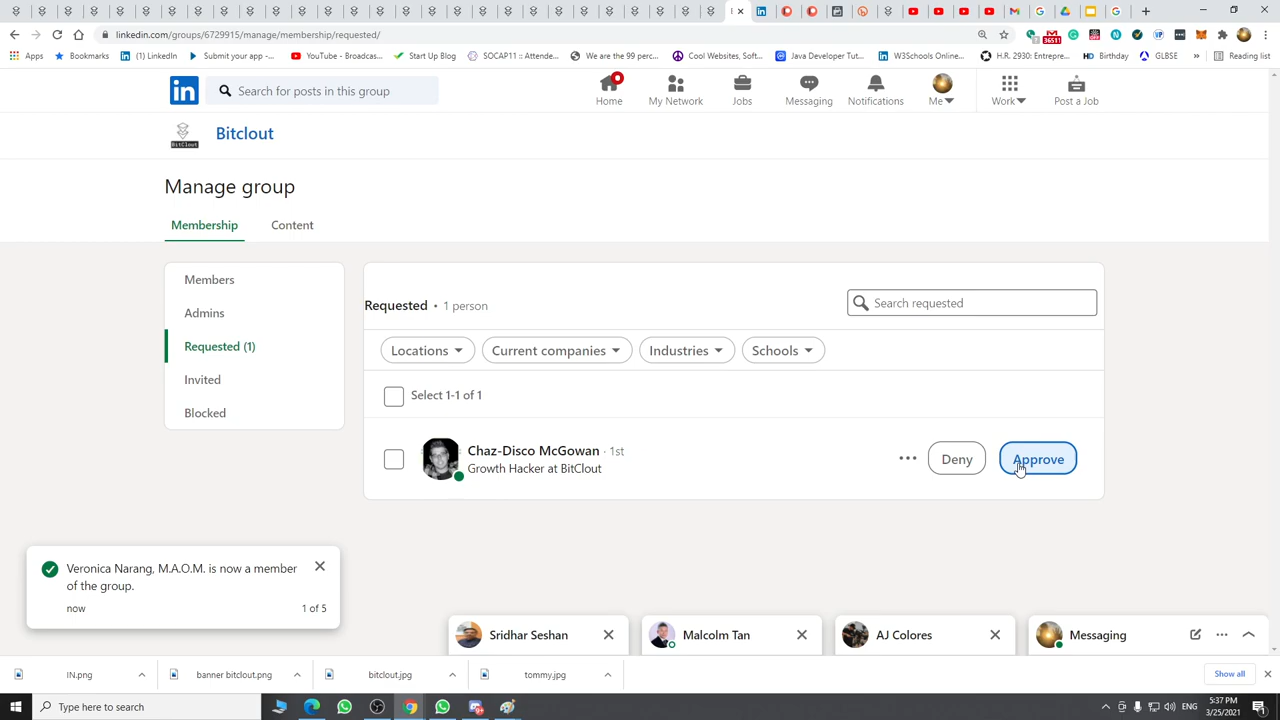 linkedin.com/groups/6729915/manage/membership/requested/
36511
Apps
Bookmarks
(1) LinkedIn
Submit your app -...
YouTube - Broadcas...
Start Up Blog
SOCAP11 :: Attende...
We are the 99 perc...
Cool Websites, Soft...
Java Developer Tut...
W3Schools Online...
H.R. 2930: Entrepre...
HD Birthday
GLBSE
»
Reading list
in
Search for posts in this group
Home
My Network
Jobs
Messaging
Notifications
Me
Work
Post a Job
BitClout
Bitclout
Manage group
Membership
Content
Members
Admins
Requested (1)
Invited
Blocked
Requested • 1 person
Search requested
Locations
Current companies
Industries
Schools
Select 1-1 of 1
Chaz-Disco McGowan · 1st
Growth Hacker at BitClout
Deny
Approve
Veronica Narang, M.A.O.M. is now a member
of the group.
now
1 of 5
Sridhar Seshan
Malcolm Tan
AJ Colores
Messaging
IN.png
banner bitclout.png
bitclout.jpg
tommy.jpg
Show all
Type here to search
ENG
5:37 PM
3/25/2021